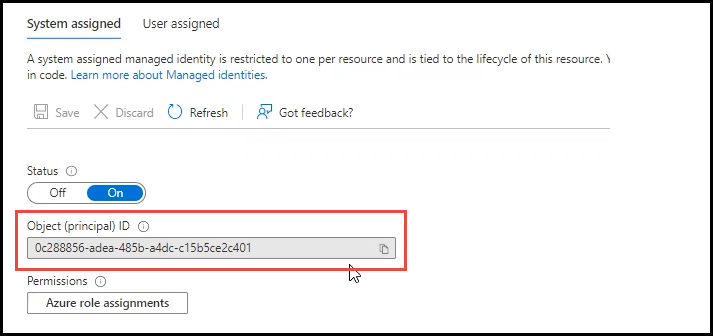 System assigned User assigned
A system assigned managed identity is restricted to one per resource and is tied to the lifecycle of this resource.
in code. Learn more about Managed identities.
Save Discard Refresh Got feedback?
Status
Off On
Object (principal) ID
0c288856-adea-485b-a4dc-c15b5ce2c401
Permissions
Azure role assignments